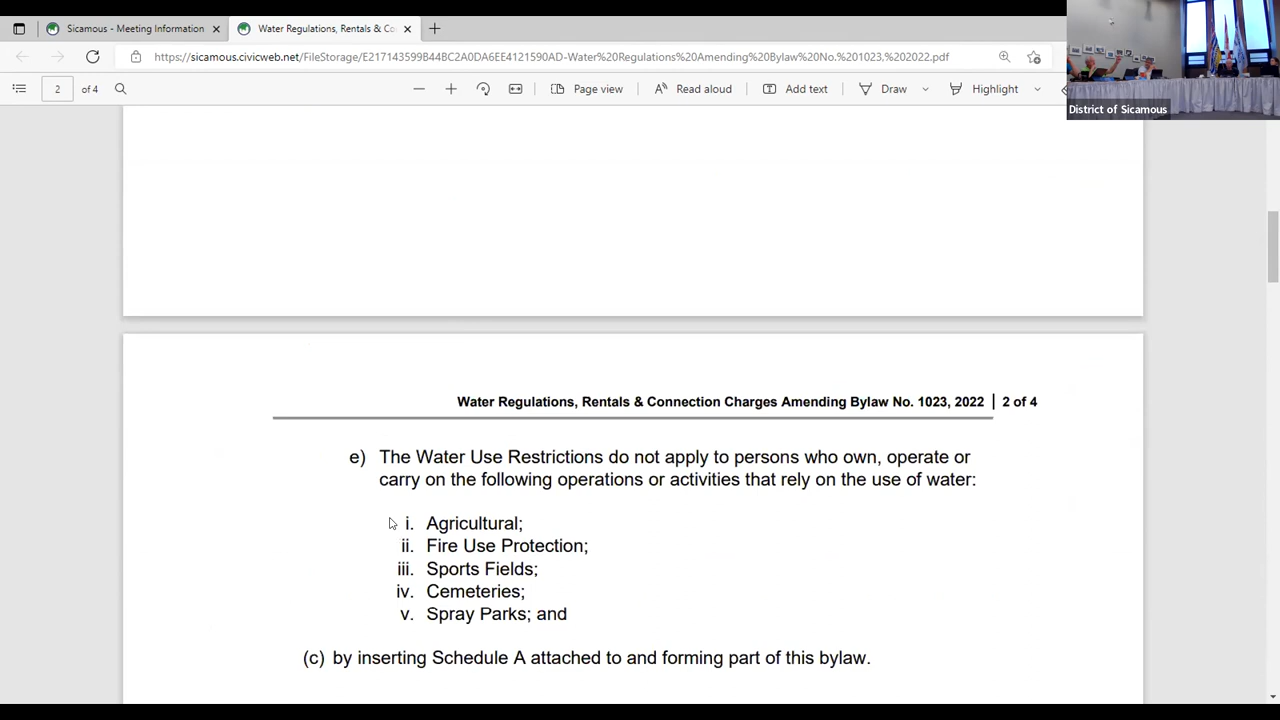 Sicamous - Meeting Information
Water Regulations, Rentals & Co
https://sicamous.civicweb.net/FileStorage/E217143599B44BC2A0DA6EE4121590AD-Water%20Regulations%20Amending%20Bylaw%20No.%201023,%202022.pdf
2 of 4
Page view
Read aloud
Add text
Draw
Highlight
District of Sicamous
Water Regulations, Rentals & Connection Charges Amending Bylaw No. 1023, 2022 | 2 of 4
e) The Water Use Restrictions do not apply to persons who own, operate or
carry on the following operations or activities that rely on the use of water:
i. Agricultural;
ii. Fire Use Protection;
iii. Sports Fields;
iv. Cemeteries;
v. Spray Parks; and
(c) by inserting Schedule A attached to and forming part of this bylaw.